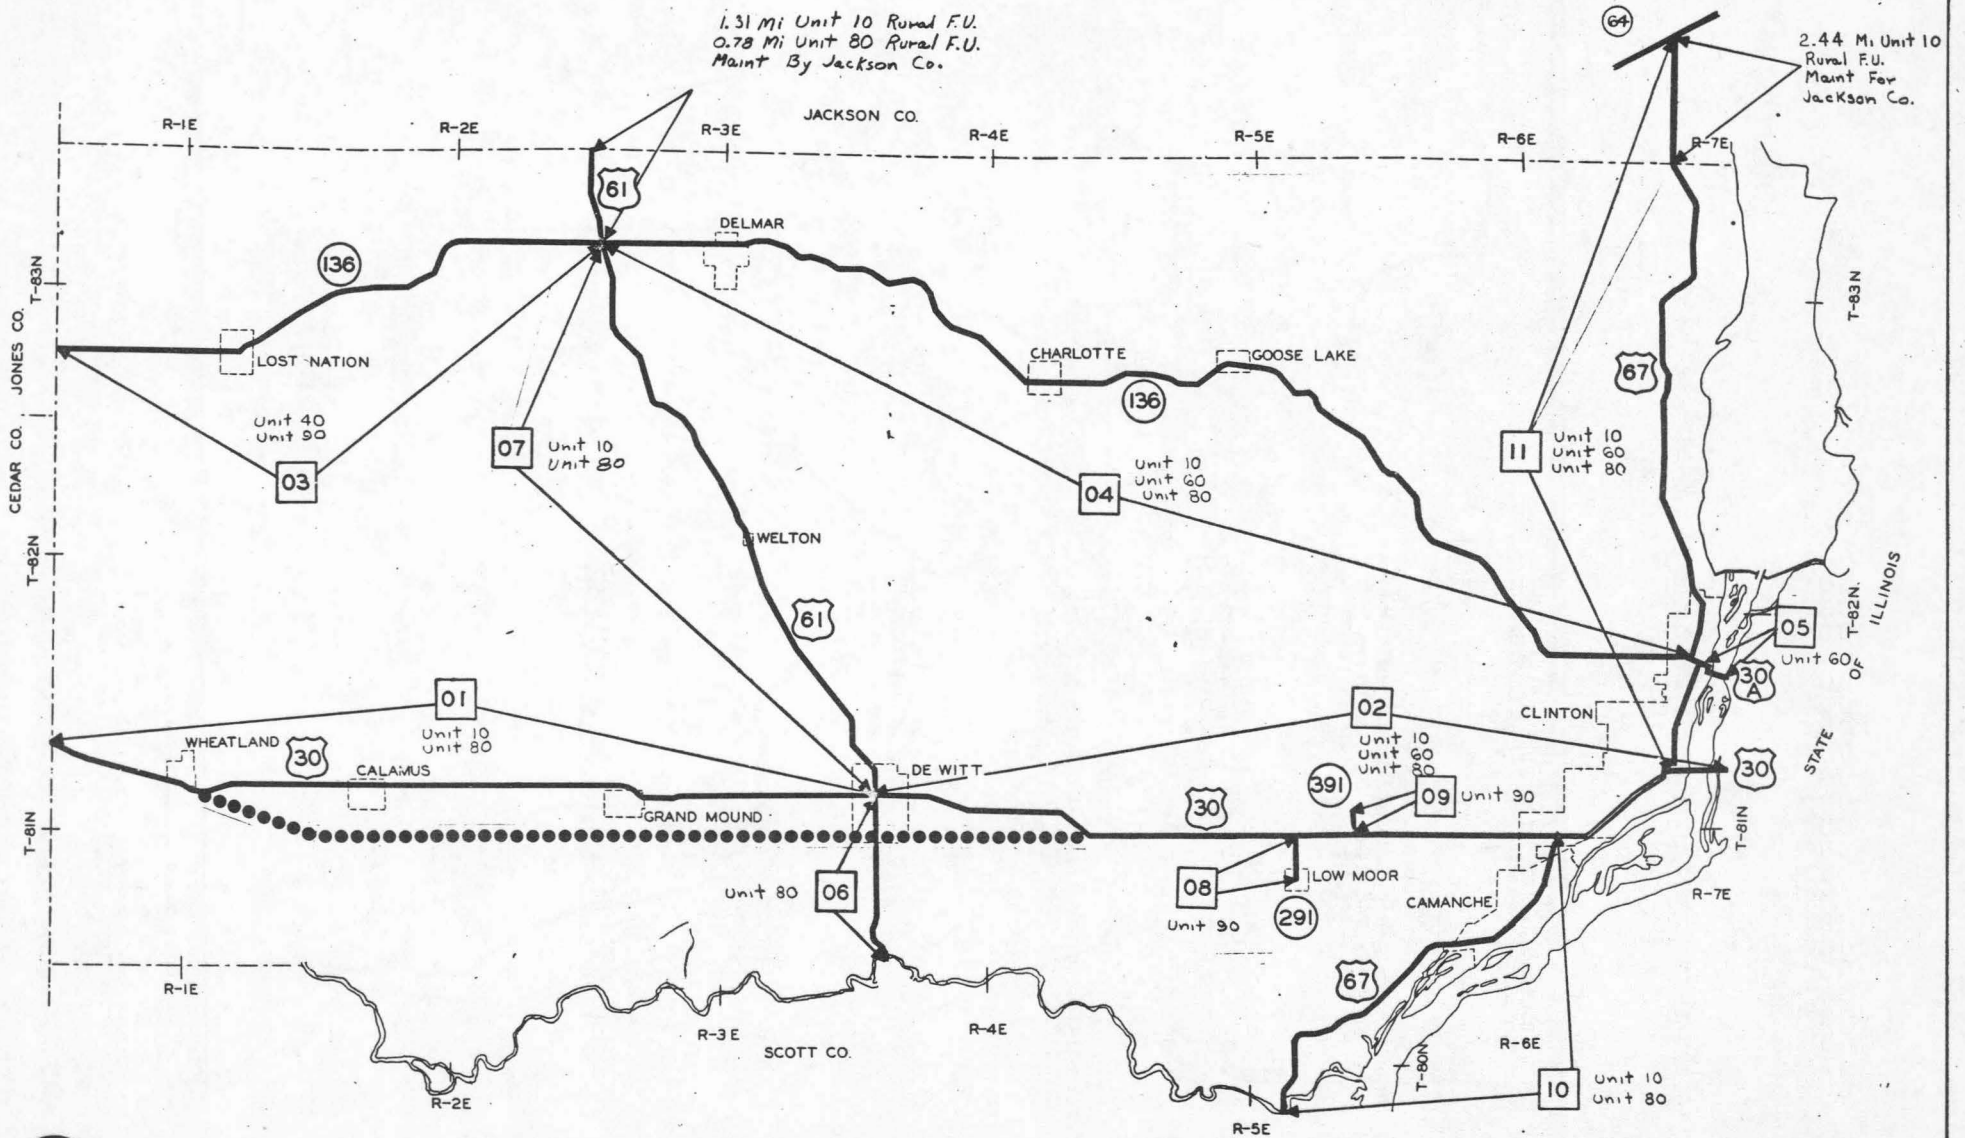 1.31 Mi Unit 10 Rural F.U.
0.78 Mi Unit 80 Rural F.U.
Maint By Jackson Co.
64
2.44 Mi Unit 10
Rural F.U.
Maint For
Jackson Co.
JACKSON CO.
R-1E
R-2E
R-3E
R-4E
R-5E
R-6E
R-7E
61
DELMAR
136
T-83N
T-83N
LOST NATION
CHARLOTTE
GOOSE LAKE
136
67
CEDAR CO. JONES CO.
Unit 40
Unit 90
03
07
Unit 10
Unit 80
04
Unit 10
Unit 60
Unit 80
11
Unit 10
Unit 60
Unit 80
WELTON
T-82N
T-82N.
61
05
Unit 60
30
A
STATE OF ILLINOIS
01
Unit 10
Unit 80
02
Unit 10
Unit 60
Unit 80
CLINTON
WHEATLAND
30
CALAMUS
DE WITT
30
391
09
Unit 90
30
GRAND MOUND
T-81N
T-81N
Unit 80
06
08
Unit 90
LOW MOOR
291
CAMANCHE
R-7E
67
R-1E
R-2E
R-3E
R-4E
SCOTT CO.
R-5E
R-6E
T-80N
10
Unit 10
Unit 80